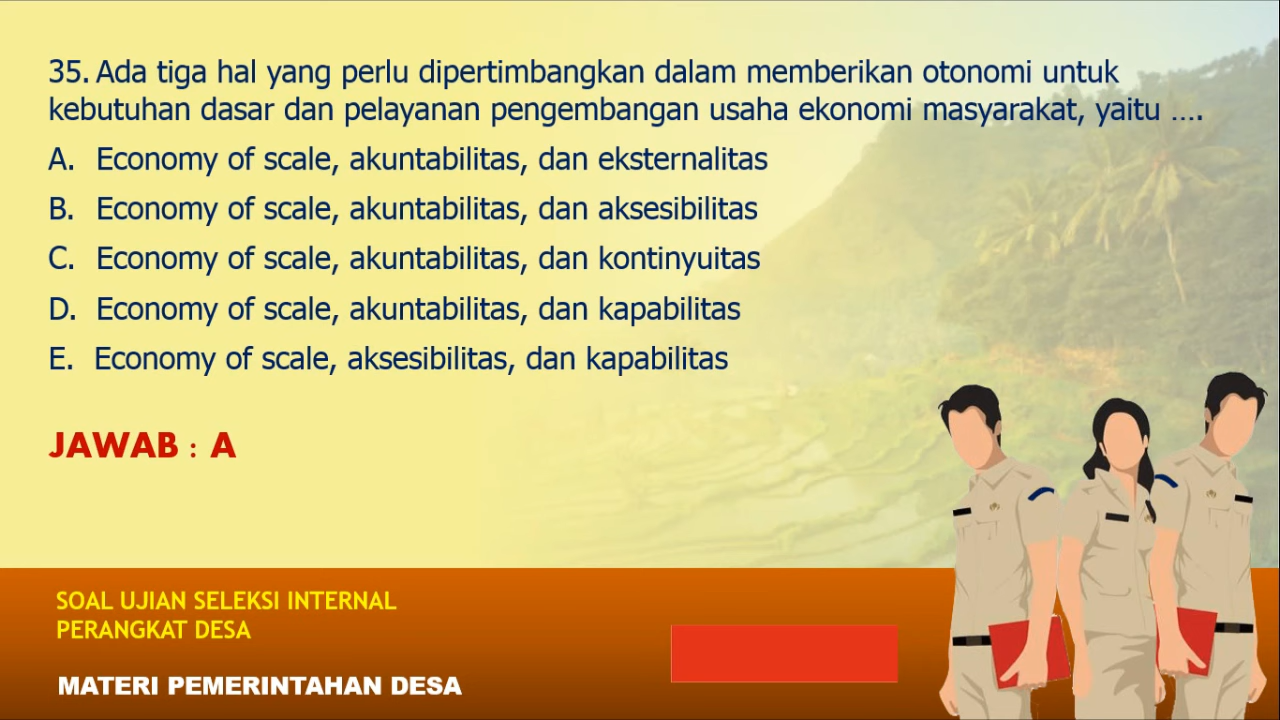 35. Ada tiga hal yang perlu dipertimbangkan dalam memberikan otonomi untuk
kebutuhan dasar dan pelayanan pengembangan usaha ekonomi masyarakat, yaitu ....
A. Economy of scale, akuntabilitas, dan eksternalitas
B. Economy of scale, akuntabilitas, dan aksesibilitas
C. Economy of scale, akuntabilitas, dan kontinyuitas
D. Economy of scale, akuntabilitas, dan kapabilitas
E. Economy of scale, aksesibilitas, dan kapabilitas
JAWAB : A
SOAL UJIAN SELEKSI INTERNAL
PERANGKAT DESA
MATERI PEMERINTAHAN DESA